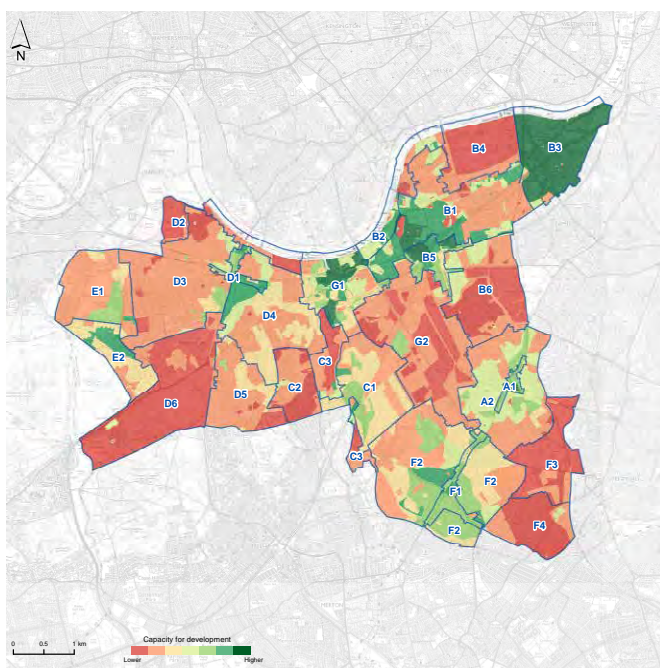 N
B4
B3
D2
B1
B2
D1
B5
E1
D3
G1
B6
D4
E2
G2
C3
C2
C1
A1
D6
D5
A2
C3
F2
F3
F1
F2
F2
F4
0 0.5 1 km
Capacity for development
Lower Higher